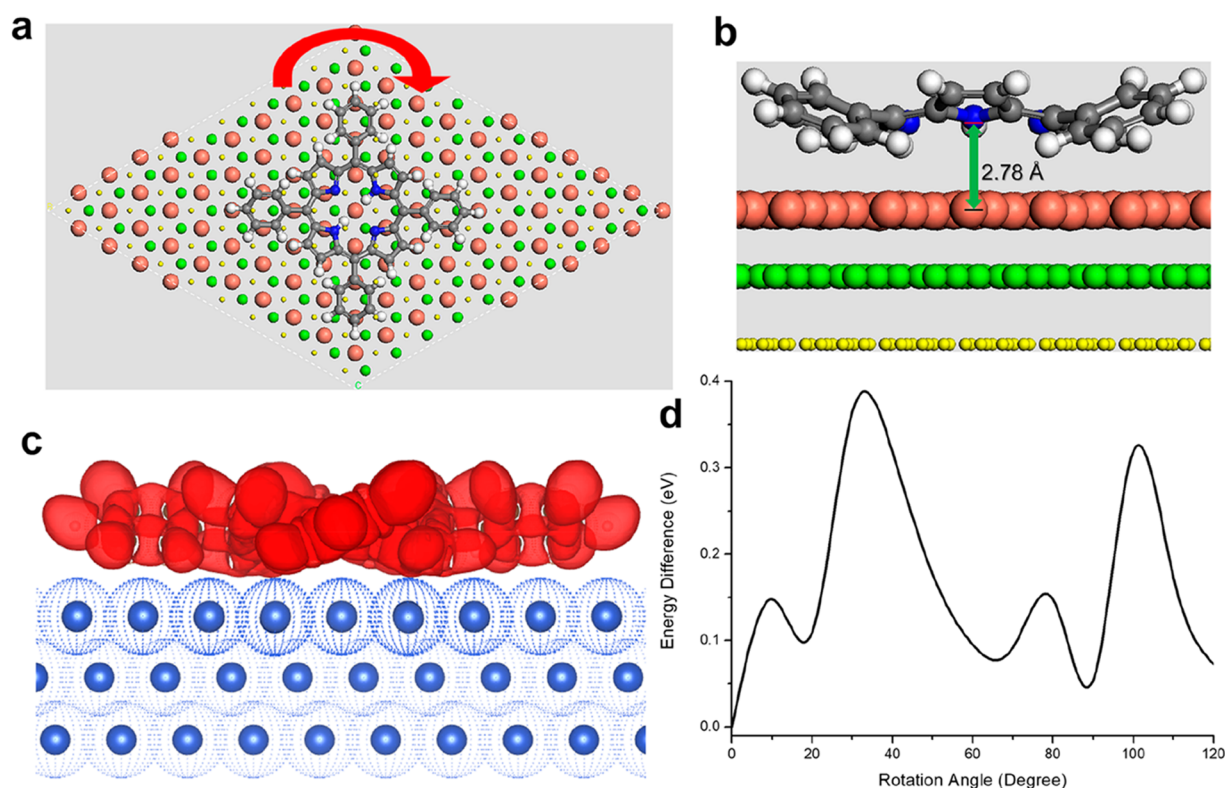 a
b
2.78 Å
c
c
d
0.4
0.3
0.2
0.1
0.0
Energy Difference (eV)
0 20 40 60 80 100 120
Rotation Angle (Degree)